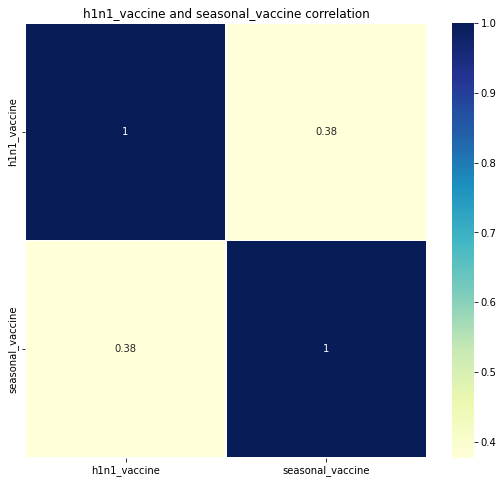 h1n1_vaccine and seasonal_vaccine correlation
h1n1_vaccine
seasonal_vaccine
1
0.38
0.38
1
h1n1_vaccine
seasonal_vaccine
1.0
0.9
0.8
0.7
0.6
0.5
0.4